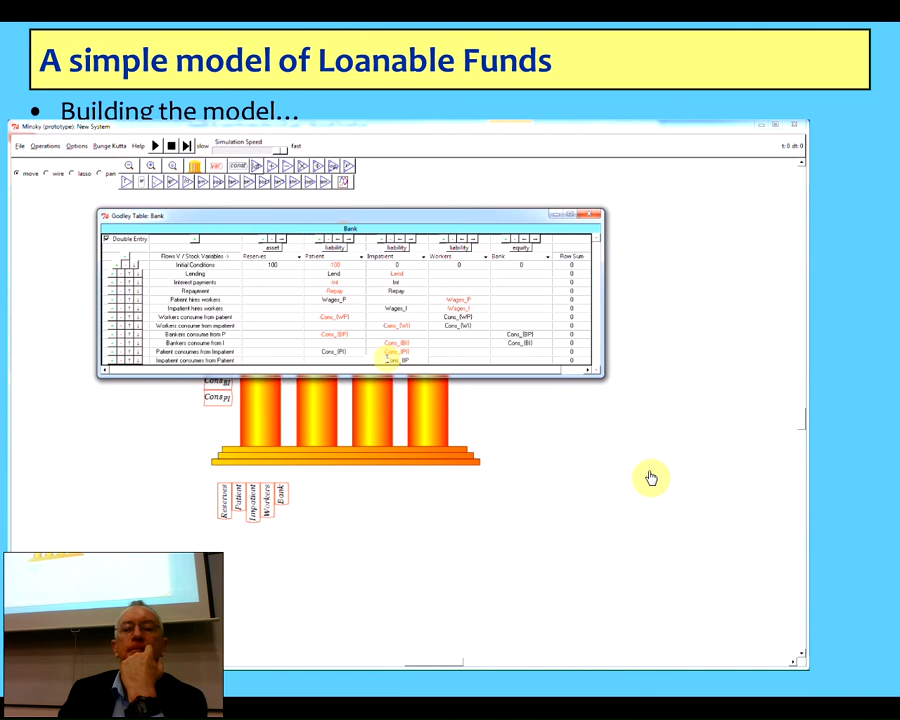 A simple model of Loanable Funds
• Building the model...
Minsky (prototype): New System
File Operations Options Runge Kutta slow Simulation Speed fast t: 0 dt: 0
move wire lasso pan
var const
Godley Table: Bank
Bank
Double Entry asset liability liability liability equity
Flows V / Stock Variables -> Reserves Patient Impatient Workers Bank Row Sum
Initial Conditions 100 -100 0 0 0 0
Lending Lend -Lend 0
Interest payments -Int Int 0
Repayment -Repay Repay 0
Patient hires workers Wages_P -Wages_P 0
Impatient hires workers Wages_I -Wages_I 0
Workers consume from patient -Cons_{WP} Cons_{WP} 0
Workers consume from impatient -Cons_{WI} Cons_{WI} 0
Bankers consume from P -Cons_{BP} Cons_{BP} 0
Bankers consume from I -Cons_{BI} Cons_{BI} 0
Patient consumes from Impatient Cons_{PI} -Cons_{PI} 0
Impatient consumes from Patient Cons_BP 0
Cons BI
Cons PI
Reserves
Patient
Impatient
Workers
Bank